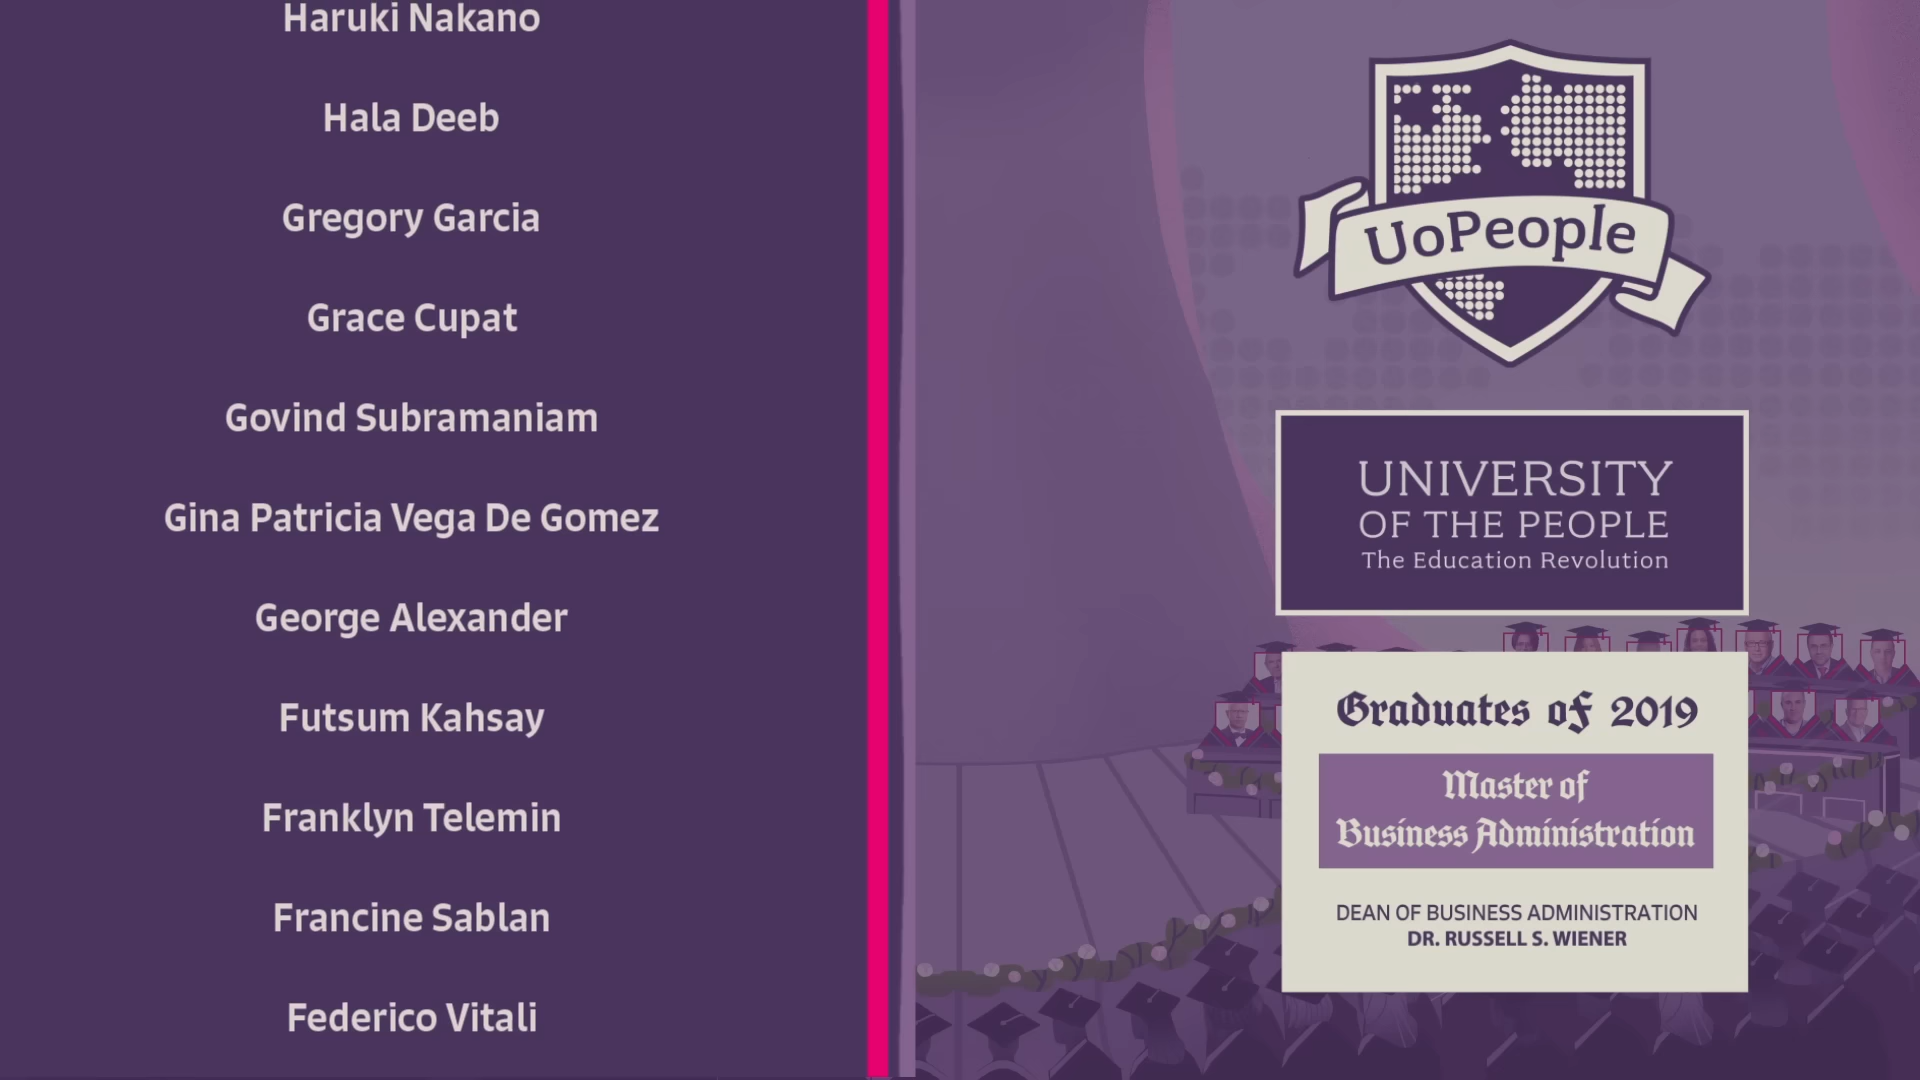 Haruki Nakano
Hala Deeb
Gregory Garcia
Grace Cupat
Govind Subramaniam
Gina Patricia Vega De Gomez
George Alexander
Futsum Kahsay
Franklyn Telemin
Francine Sablan
Federico Vitali
UoPeople
UNIVERSITY
OF THE PEOPLE
The Education Revolution
Graduates of 2019
Master of
Business Administration
DEAN OF BUSINESS ADMINISTRATION
DR. RUSSELL S. WIENER